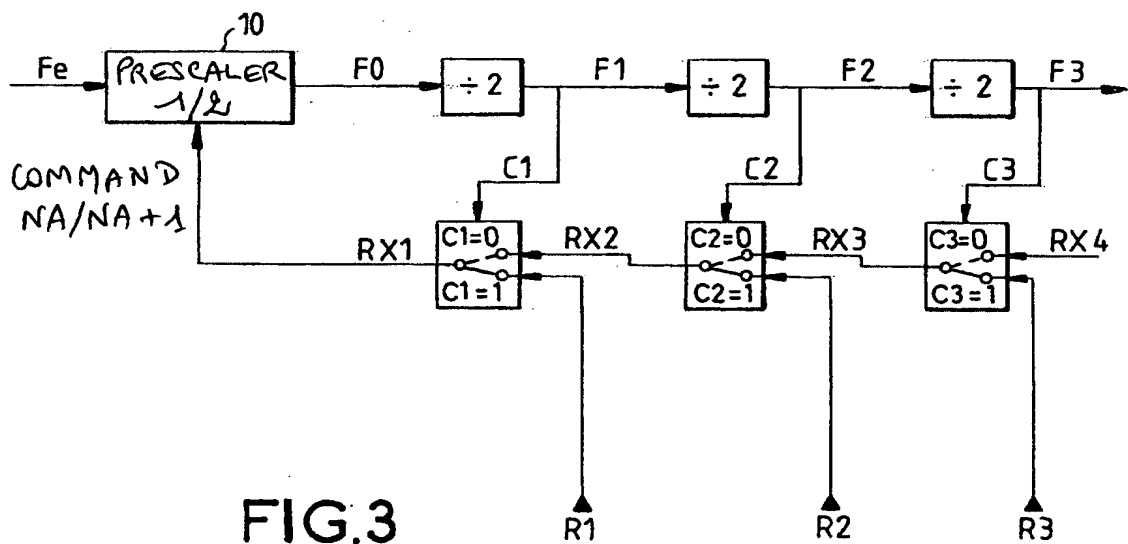 10
Fe
PRESCALER
1/2
F0
÷ 2
F1
÷ 2
F2
÷ 2
F3
COMMAND
NA/NA+1
C1
C2
C3
RX1
C1=0
C1=1
RX2
C2=0
C2=1
RX3
C3=0
C3=1
RX4
FIG.3
R1
R2
R3